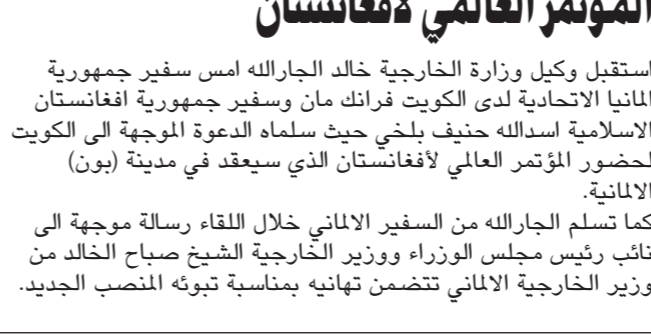 المؤتمر العالمي لأفغانستان
استقبل وكيل وزارة الخارجية خالد الجارالله امس سفير جمهورية
المانيا الاتحادية لدى الكويت فرانك مان وسفير جمهورية افغانستان
الاسلامية اسدالله حنيف بلخي حيث سلماه الدعوة الموجهة الى الكويت
لحضور المؤتمر العالمي لأفغانستان الذي سيعقد في مدينة (بون)
الالمانية.
كما تسلم الجارالله من السفير الالماني خلال اللقاء رسالة موجهة الى
نائب رئيس مجلس الوزراء ووزير الخارجية الشيخ صباح الخالد من
وزير الخارجية الالماني تتضمن تهانيه بمناسبة تبوئه المنصب الجديد.